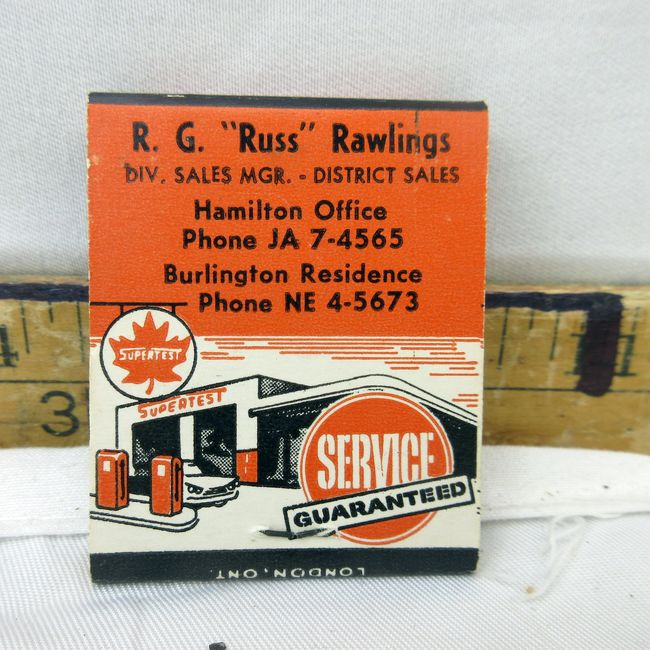 R. G. "Russ" Rawlings
DIV. SALES MGR. - DISTRICT SALES
Hamilton Office
Phone JA 7-4565
Burlington Residence
Phone NE 4-5673
SUPERTEST
SUPERTEST
SERVICE
GUARANTEED
LONDON, ONT.
3